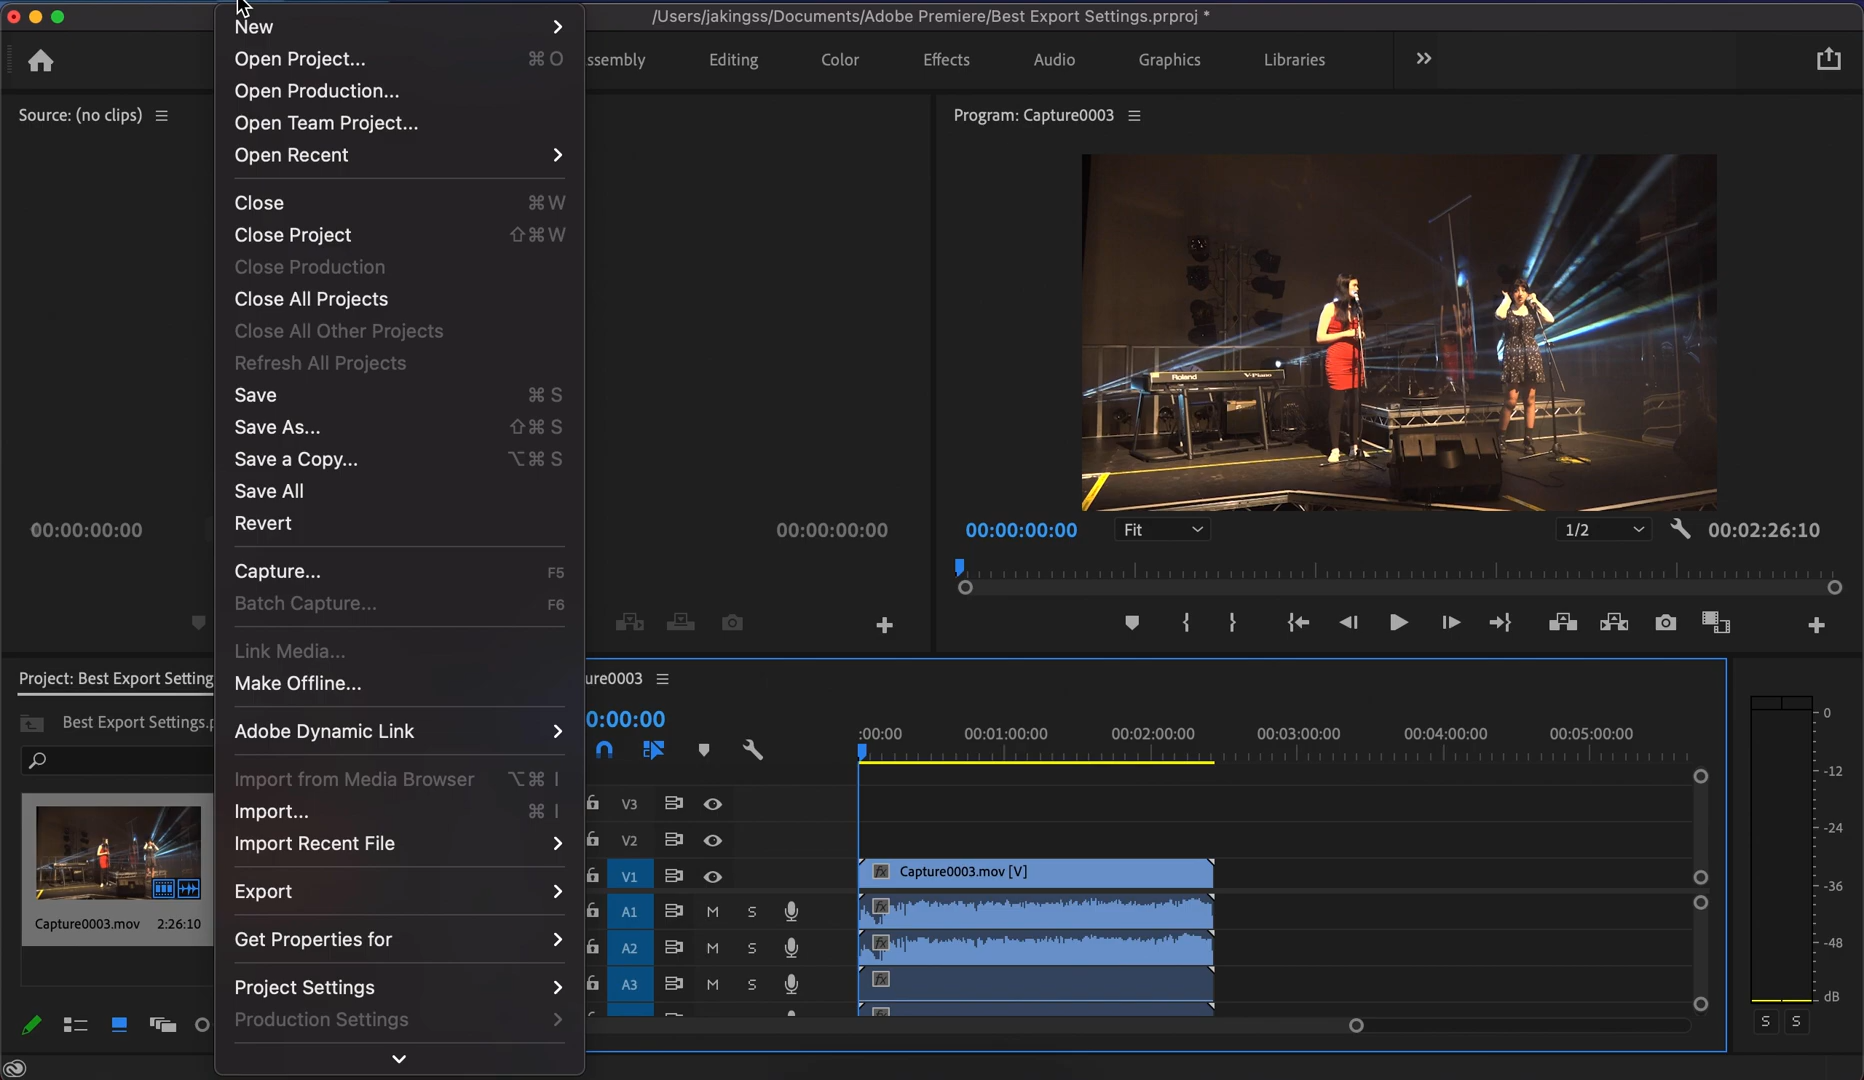 /Users/jakingss/Documents/Adobe Premiere/Best Export Settings.prproj *
New
Open Project... ⌘ O
Open Production...
Open Team Project...
Open Recent
Close ⌘ W
Close Project ⇧ ⌘ W
Close Production
Close All Projects
Close All Other Projects
Refresh All Projects
Save ⌘ S
Save As... ⇧ ⌘ S
Save a Copy... ⌥ ⌘ S
Save All
Revert
Capture... F5
Batch Capture... F6
Link Media...
Make Offline...
Adobe Dynamic Link
Import from Media Browser ⌥ ⌘ I
Import... ⌘ I
Import Recent File
Export
Get Properties for
Project Settings
Production Settings
ssembly Editing Color Effects Audio Graphics Libraries
Source: (no clips)
00:00:00:00 00:00:00:00
Program: Capture0003
Roland V-Piano
00:00:00:00 Fit 1/2 00:02:26:10
Project: Best Export Setting
Best Export Settings.p
Capture0003.mov 2:26:10
ure0003
0:00:00
:00:00 00:01:00:00 00:02:00:00 00:03:00:00 00:04:00:00 00:05:00:00
V3
V2
V1 Capture0003.mov [V]
fx
A1 M S fx
A2 M S fx
A3 M S fx
fx
0
-12
-24
-36
-48
dB
S S